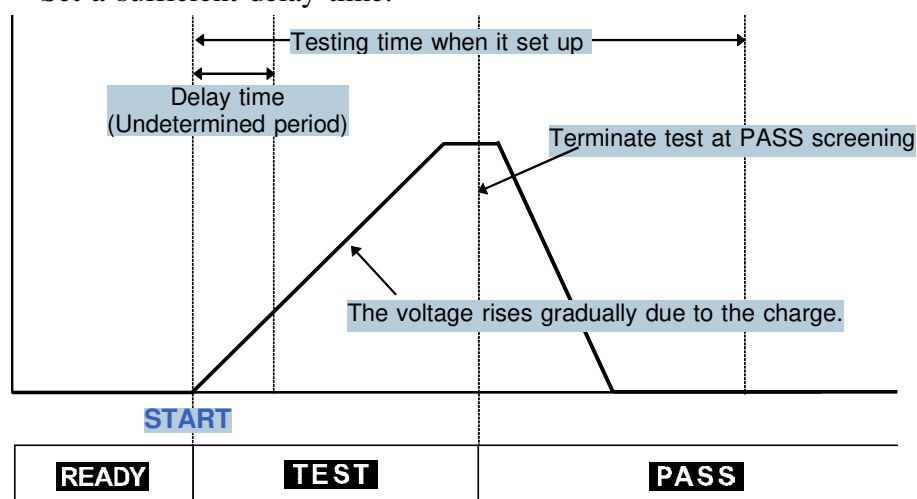 Set a sufficient delay time.
Testing time when it set up
Delay time
(Undetermined period)
Terminate test at PASS screening
The voltage rises gradually due to the charge.
START
READY
TEST
PASS